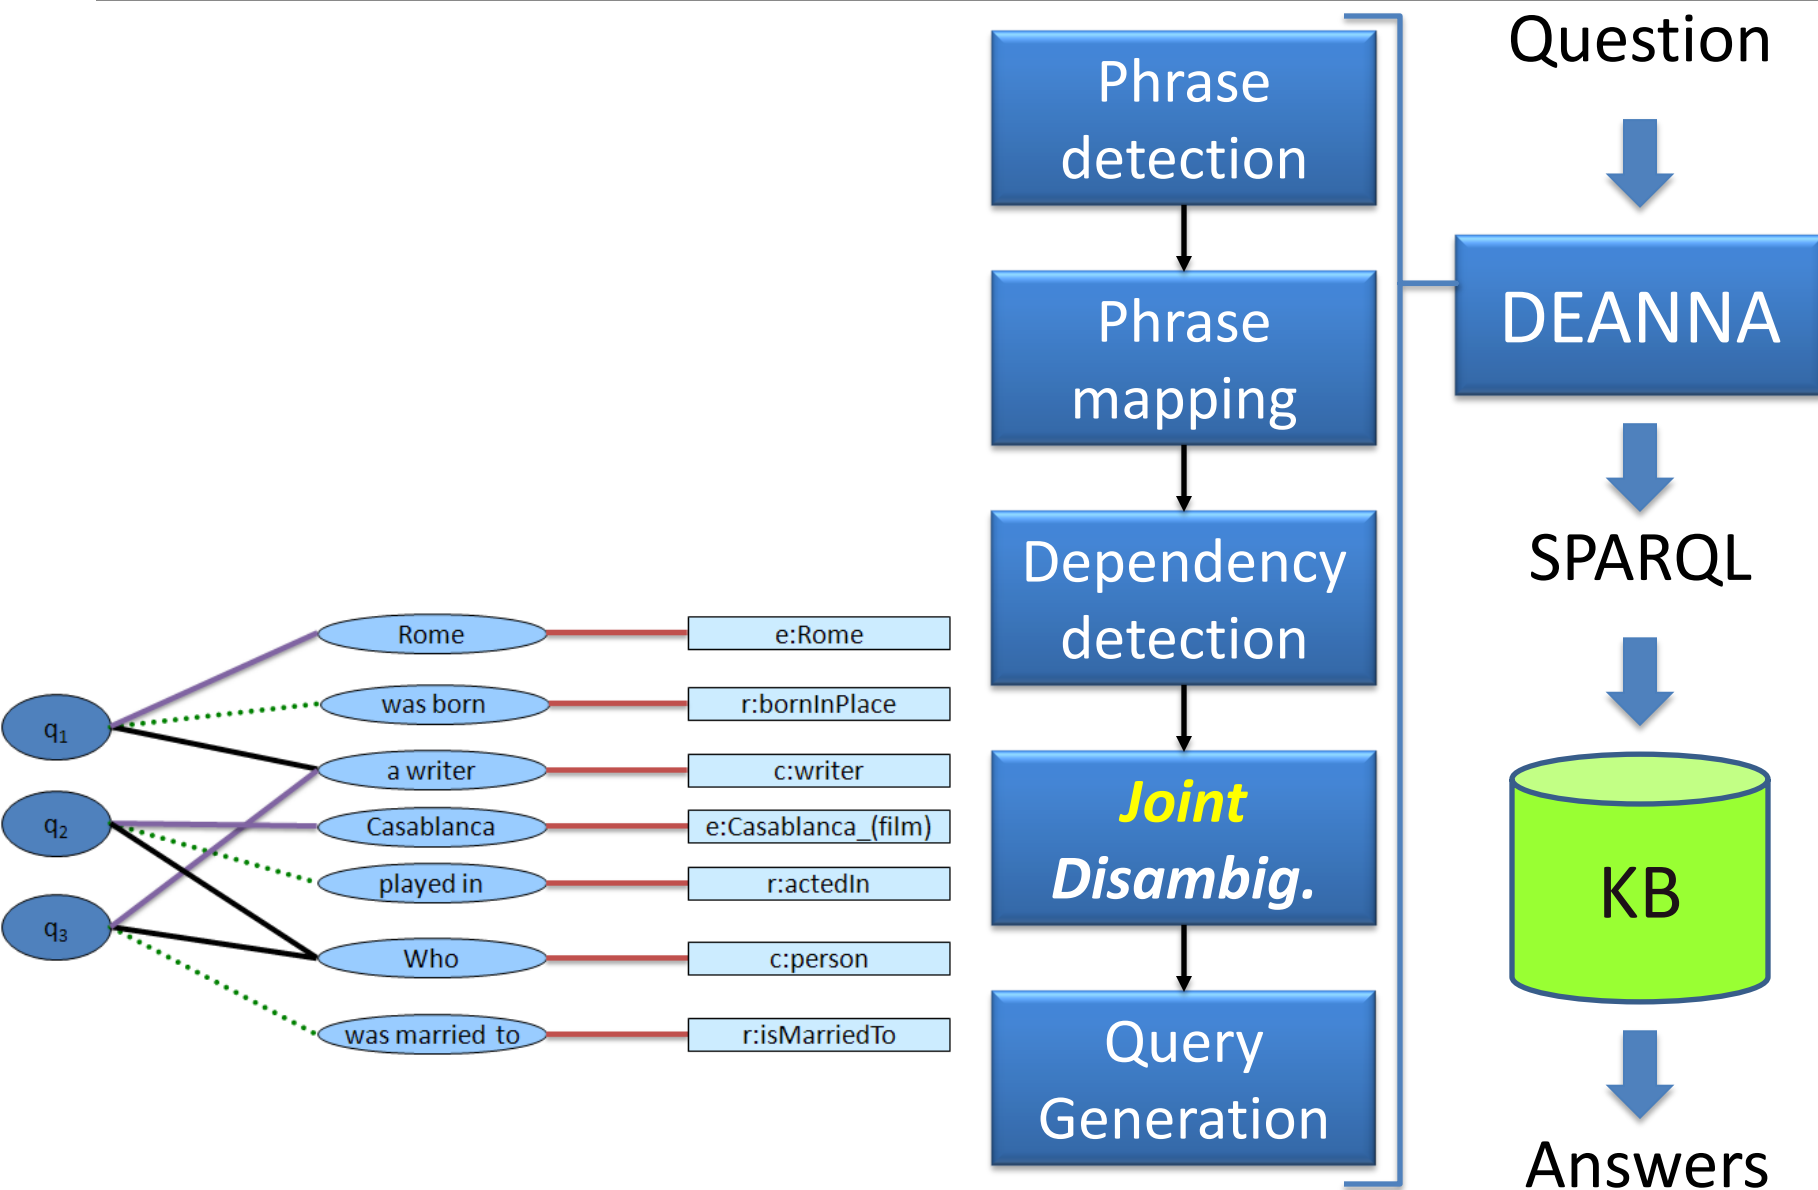 q1
q2
q3
Rome
e:Rome
was born
r:bornInPlace
a writer
c:writer
Casablanca
e:Casablanca_(film)
played in
r:actedIn
Who
c:person
was married to
r:isMarriedTo
Phrase
detection
Phrase
mapping
Dependency
detection
Joint
Disambig.
Query
Generation
Question
DEANNA
SPARQL
KB
Answers